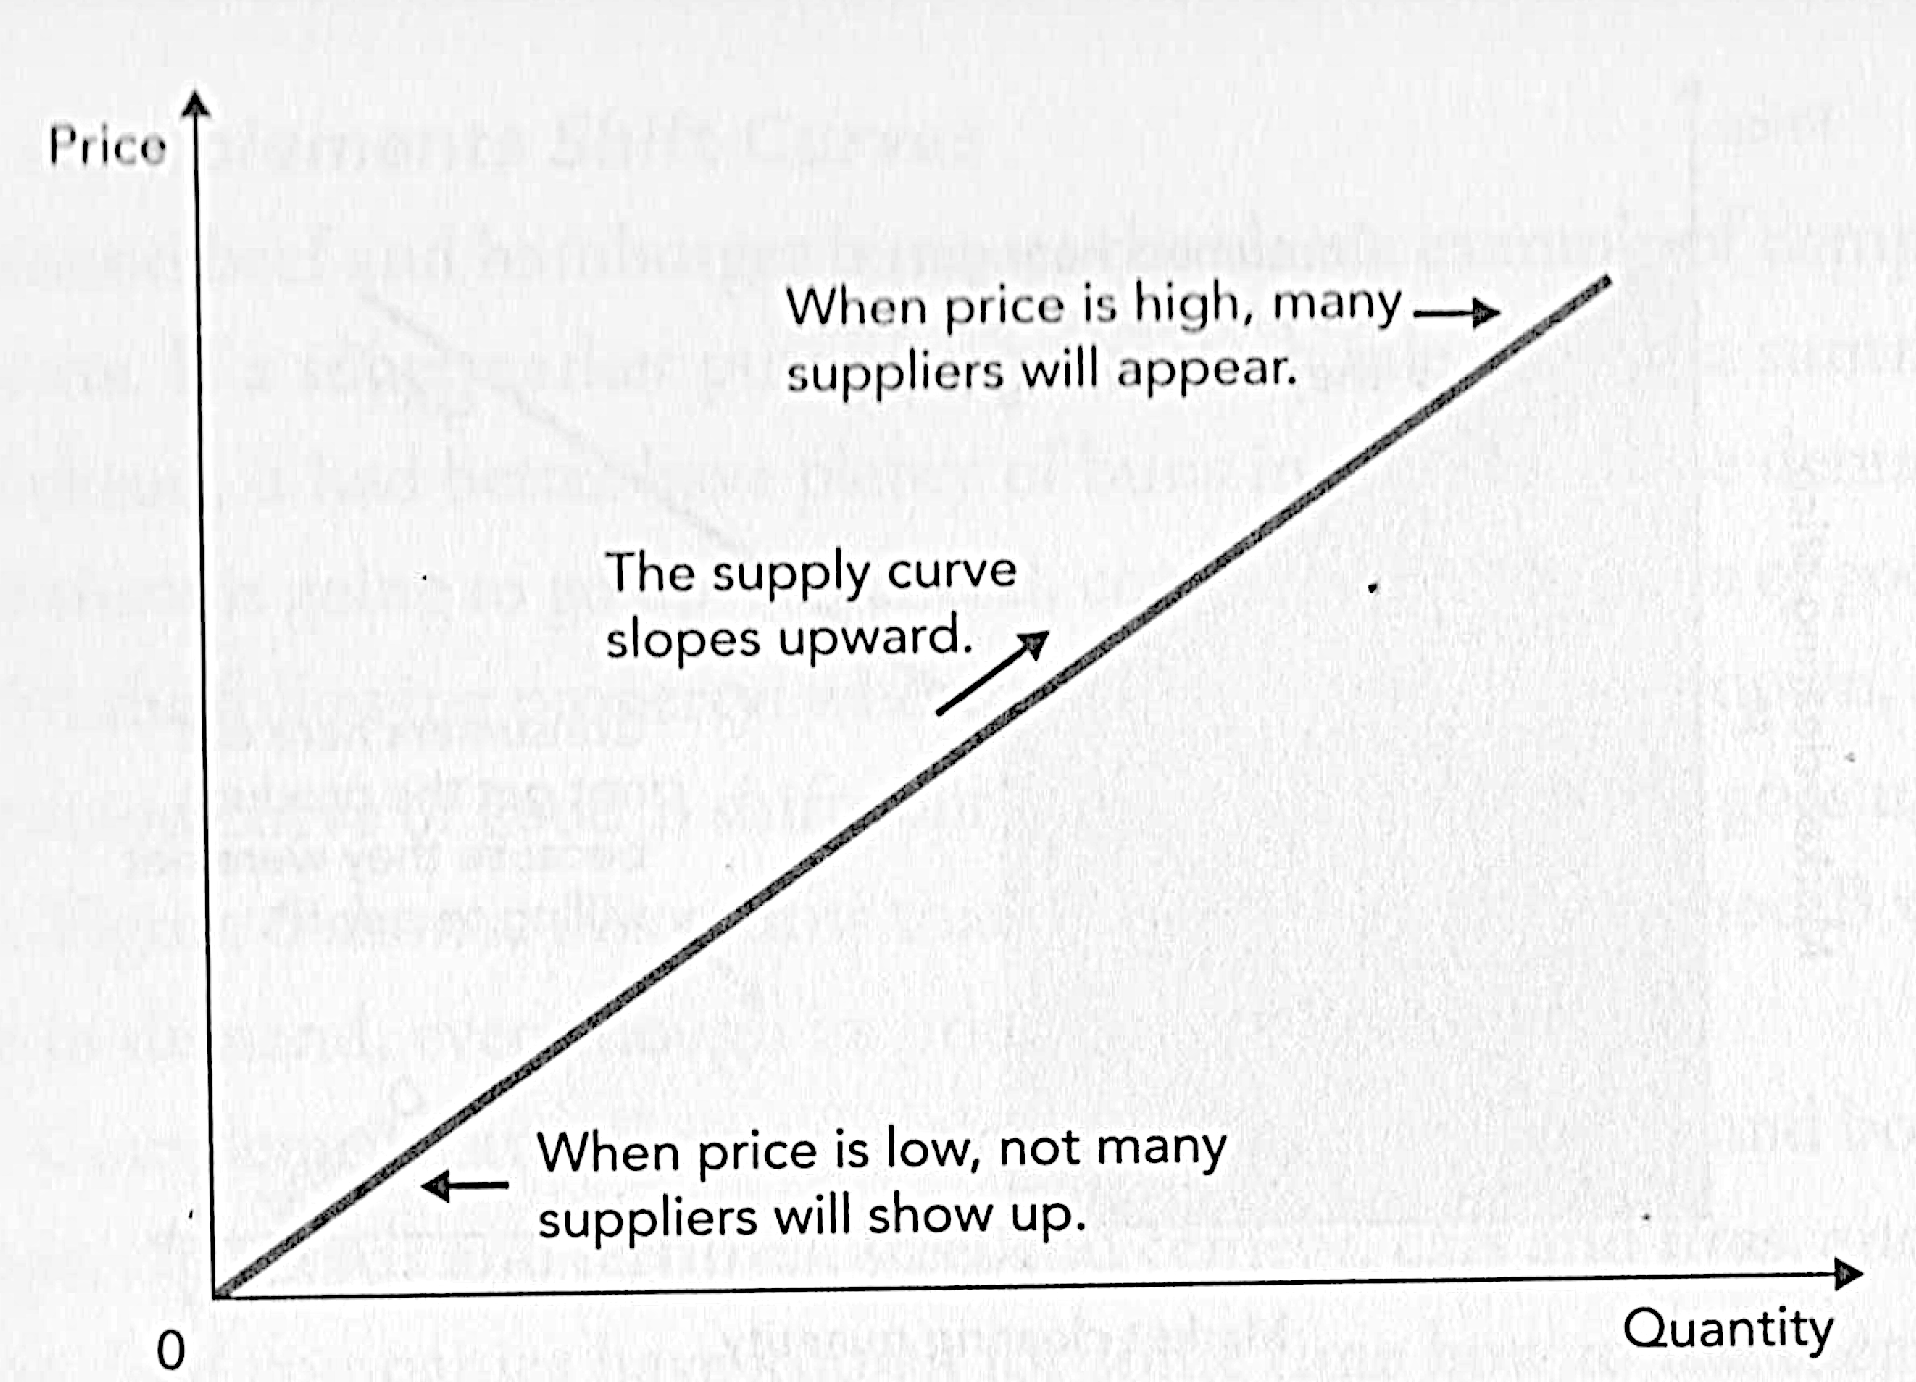 Price
When price is high, many
suppliers will appear.
The supply curve
slopes upward.
When price is low, not many
suppliers will show up.
0
Quantity